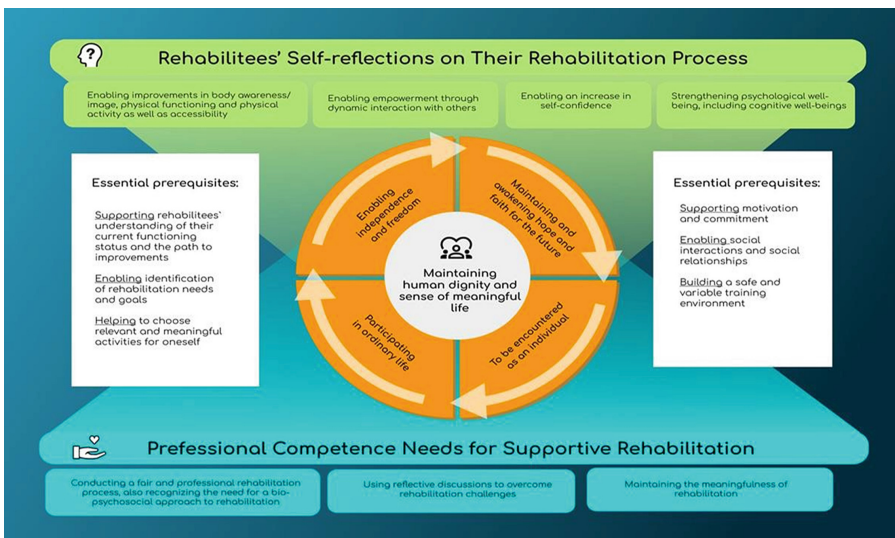 ?
Rehabilitees' Self-reflections on Their Rehabilitation Process
Enabling improvements in body awareness/
image, physical functioning and physical
activity as well as accessibility
Enabling empowerment through
dynamic interaction with others
Enabling an increase in
self-confidence
Strengthening psychological well-
being, including cognitive well-beings
Essential prerequisites:
Supporting rehabilitees'
understanding of their
current functioning
status and the path to
improvements
Enabling identification
of rehabilitation needs
and goals
Helping to choose
relevant and meaningful
activities for oneself
Enabling
independence
and freedom
Maintaining and
awakening hope and
faith for the future
Maintaining
human dignity and
sense of meaningful
life
Participating
in ordinary life
To be encountered
as an individual
Essential prerequisites:
Supporting motivation
and commitment
Enabling social
interactions and social
relationships
Building a safe and
variable training
environment
Prefessional Competence Needs for Supportive Rehabilitation
Conducting a fair and professional rehabilitation
process, also recognizing the need for a bio-
psychosocial approach to rehabilitation
Using reflective discussions to overcome
rehabilitation challenges
Maintaining the meaningfulness of
rehabilitation